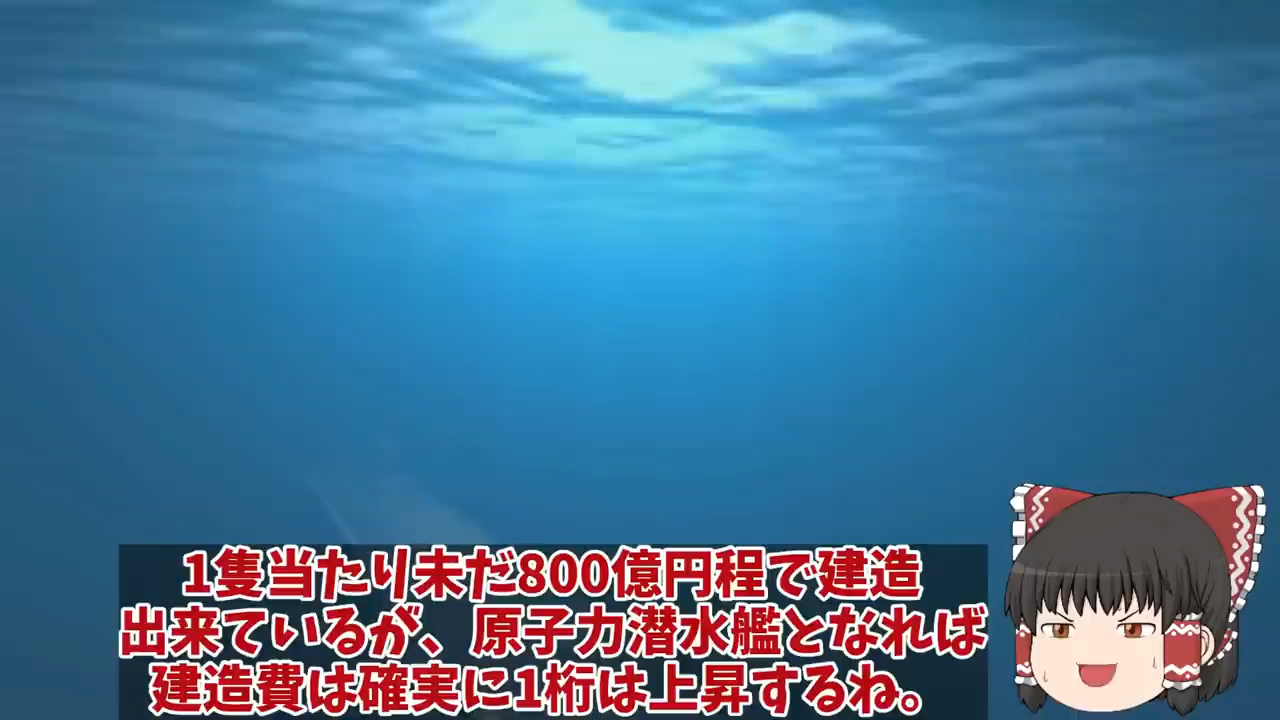 1隻当たり未だ800億円程で建造
出来ているが、原子力潜水艦となれば
建造費は確実に1桁は上昇するね。